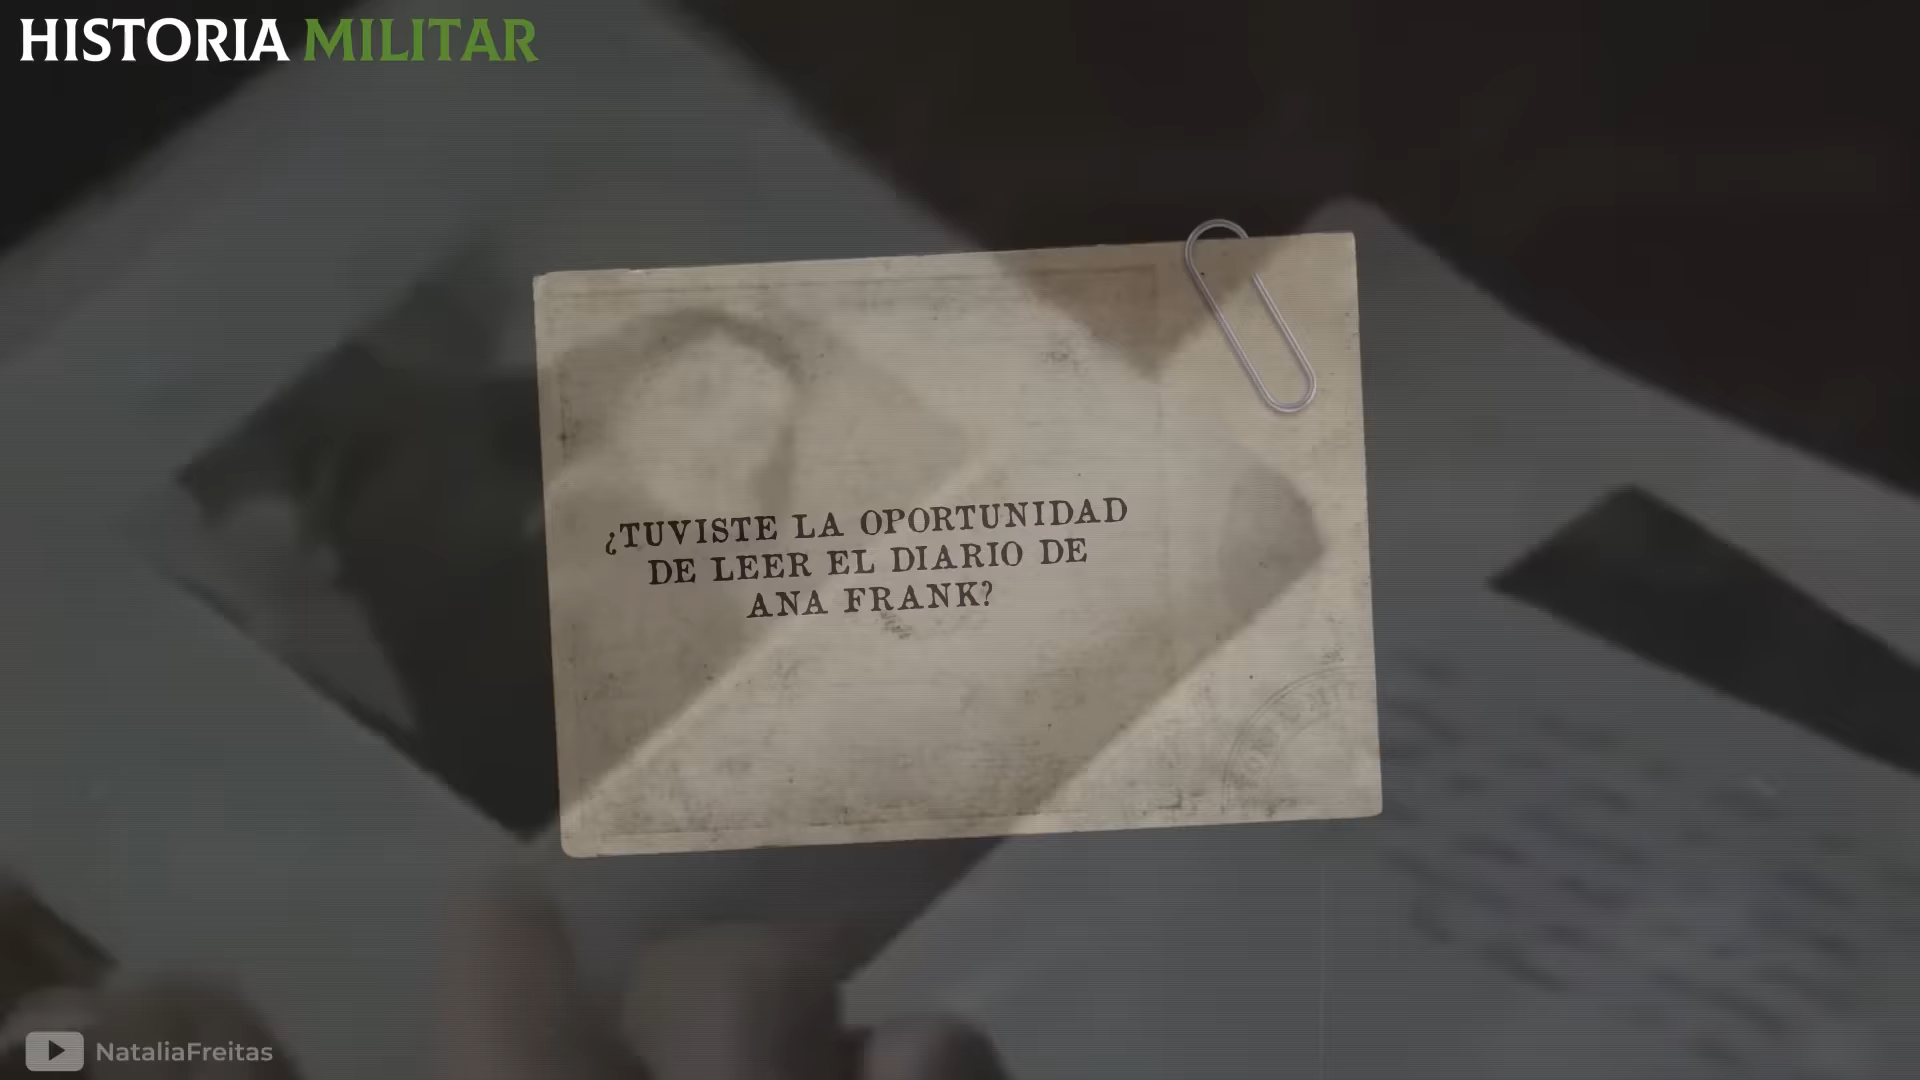 HISTORIA MILITAR
¿TUVISTE LA OPORTUNIDAD
DE LEER EL DIARIO DE
ANA FRANK?
NataliaFreitas